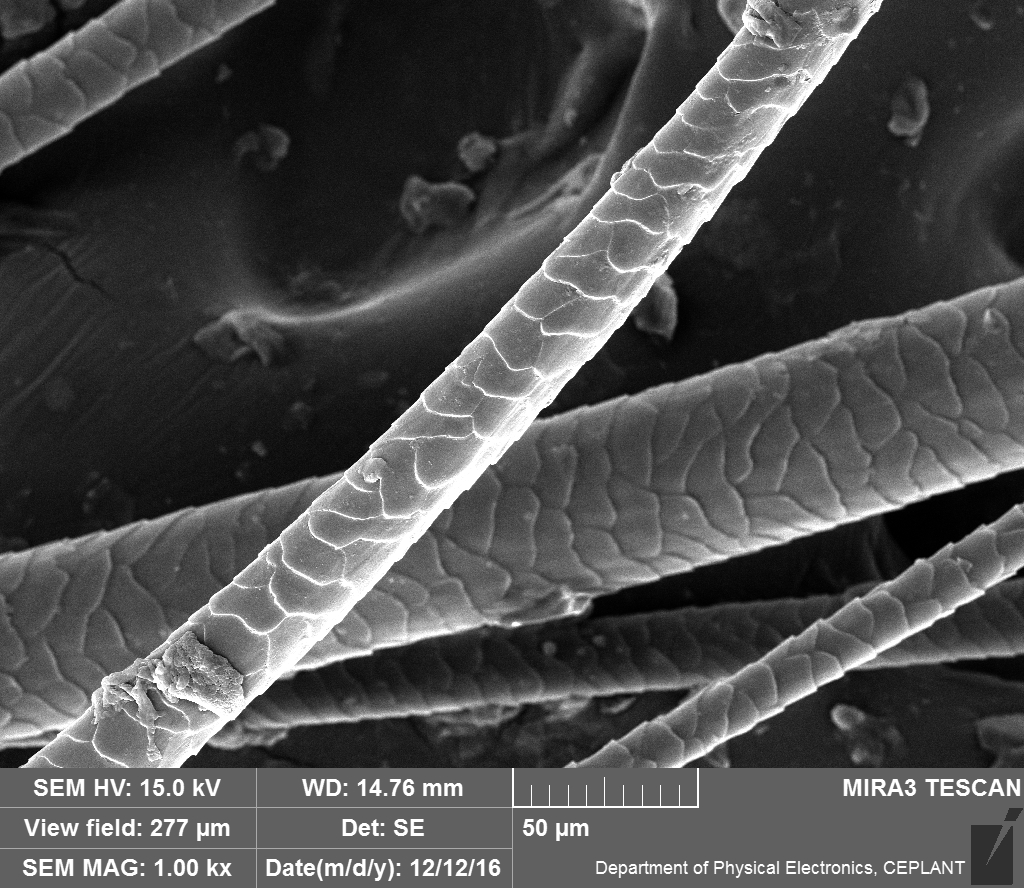 SEM HV: 15.0 kV
WD: 14.76 mm
MIRA3 TESCAN
View field: 277 µm
Det: SE
50 µm
SEM MAG: 1.00 kx
Date(m/d/y): 12/12/16
Department of Physical Electronics, CEPLANT